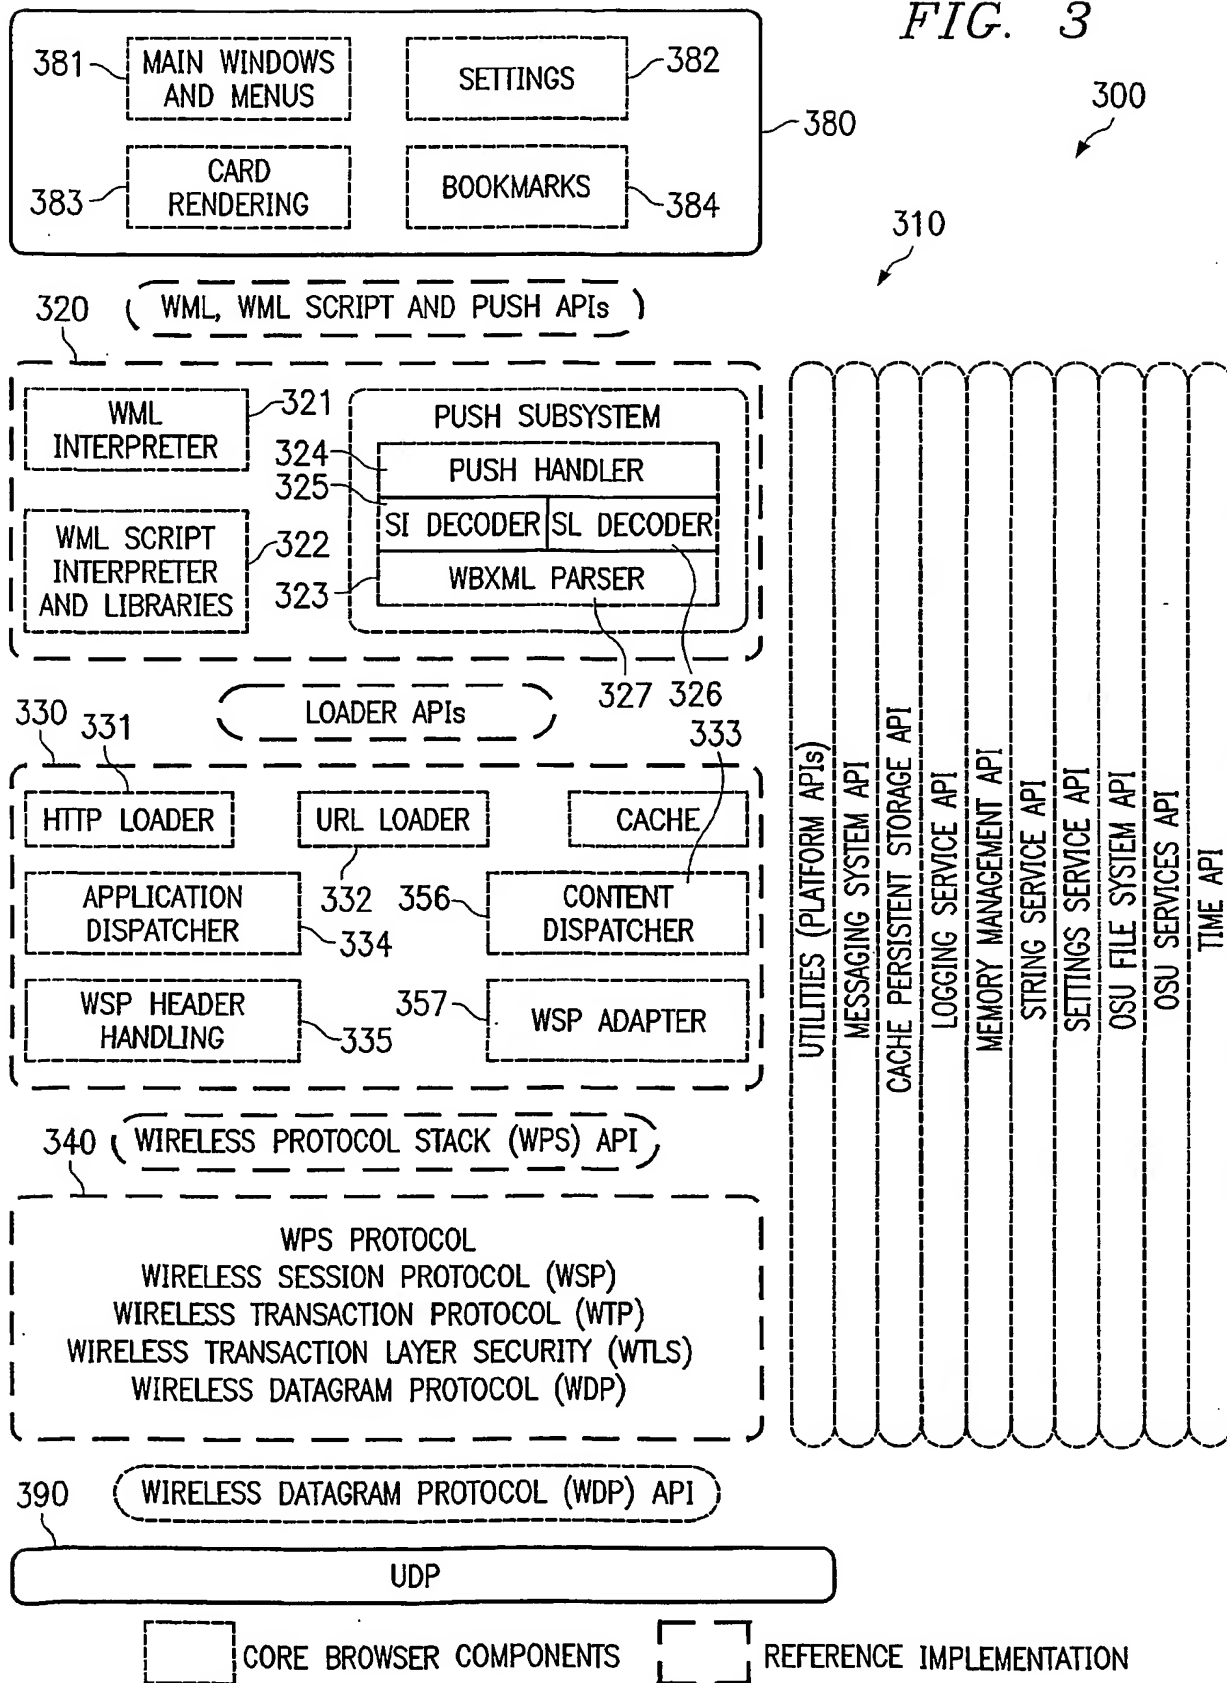 FIG. 3
300
310
381
MAIN WINDOWS
AND MENUS
SETTINGS
382
380
383
CARD
RENDERING
BOOKMARKS
384
320
WML, WML SCRIPT AND PUSH APIs
WML
INTERPRETER
321
PUSH SUBSYSTEM
324
PUSH HANDLER
325
SI DECODER
SL DECODER
WML SCRIPT
INTERPRETER
AND LIBRARIES
322
323
WBXML PARSER
327
326
LOADER APIs
330
331
333
HTTP LOADER
URL LOADER
CACHE
332
APPLICATION
DISPATCHER
334
356
CONTENT
DISPATCHER
WSP HEADER
HANDLING
335
357
WSP ADAPTER
340
WIRELESS PROTOCOL STACK (WPS) API
WPS PROTOCOL
WIRELESS SESSION PROTOCOL (WSP)
WIRELESS TRANSACTION PROTOCOL (WTP)
WIRELESS TRANSACTION LAYER SECURITY (WTLS)
WIRELESS DATAGRAM PROTOCOL (WDP)
390
WIRELESS DATAGRAM PROTOCOL (WDP) API
UDP
UTILITIES (PLATFORM APIs)
MESSAGING SYSTEM API
CACHE PERSISTENT STORAGE API
LOGGING SERVICE API
MEMORY MANAGEMENT API
STRING SERVICE API
SETTINGS SERVICE API
OSU FILE SYSTEM API
OSU SERVICES API
TIME API
CORE BROWSER COMPONENTS
REFERENCE IMPLEMENTATION